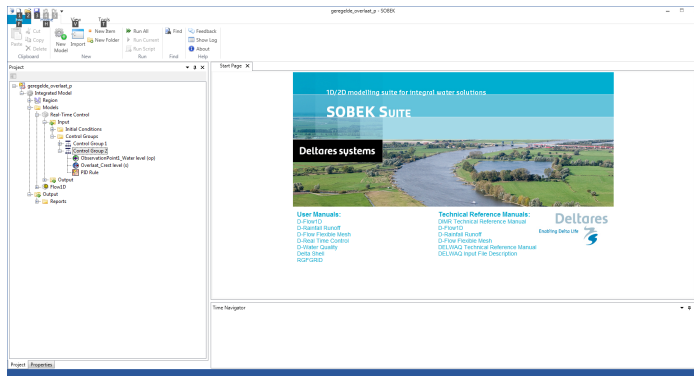 geregelde_overlaat_p - SOBEK
View Tools
Cut
Copy
Paste
Delete
Clipboard
New Model
Import
New Item
New Folder
New
Run All
Run Current
Run Script
Run
Find
Find
Feedback
Show Log
About
Help
Project
geregelde_overlaat_p
Integrated Model
Region
Models
Real-Time Control
Input
Initial Conditions
Control Groups
Control Group 1
Control Group 2
ObservationPoint1_Water level (op)
Overlaat_Crest level (s)
PID Rule
Output
Flow1D
Output
Reports
Project Properties
Start Page
1D/2D modelling suite for integral water solutions
SOBEK SUITE
Deltares systems
User Manuals:
D-Flow1D
D-Rainfall Runoff
D-Flow Flexible Mesh
D-Real Time Control
D-Water Quality
Delta Shell
RGFGRID
Technical Reference Manuals:
DIMR Technical Reference Manual
D-Flow1D
D-Rainfall Runoff
D-Flow Flexible Mesh
DELWAQ Technical Reference Manual
DELWAQ Input File Description
Deltares
Enabling Delta Life
Time Navigator